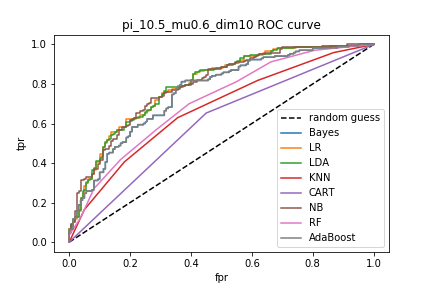 pi_10.5_mu0.6_dim10 ROC curve
tpr
1.0
0.8
0.6
0.4
0.2
0.0
random guess
Bayes
LR
LDA
KNN
CART
NB
RF
AdaBoost
0.0 0.2 0.4 0.6 0.8 1.0
fpr